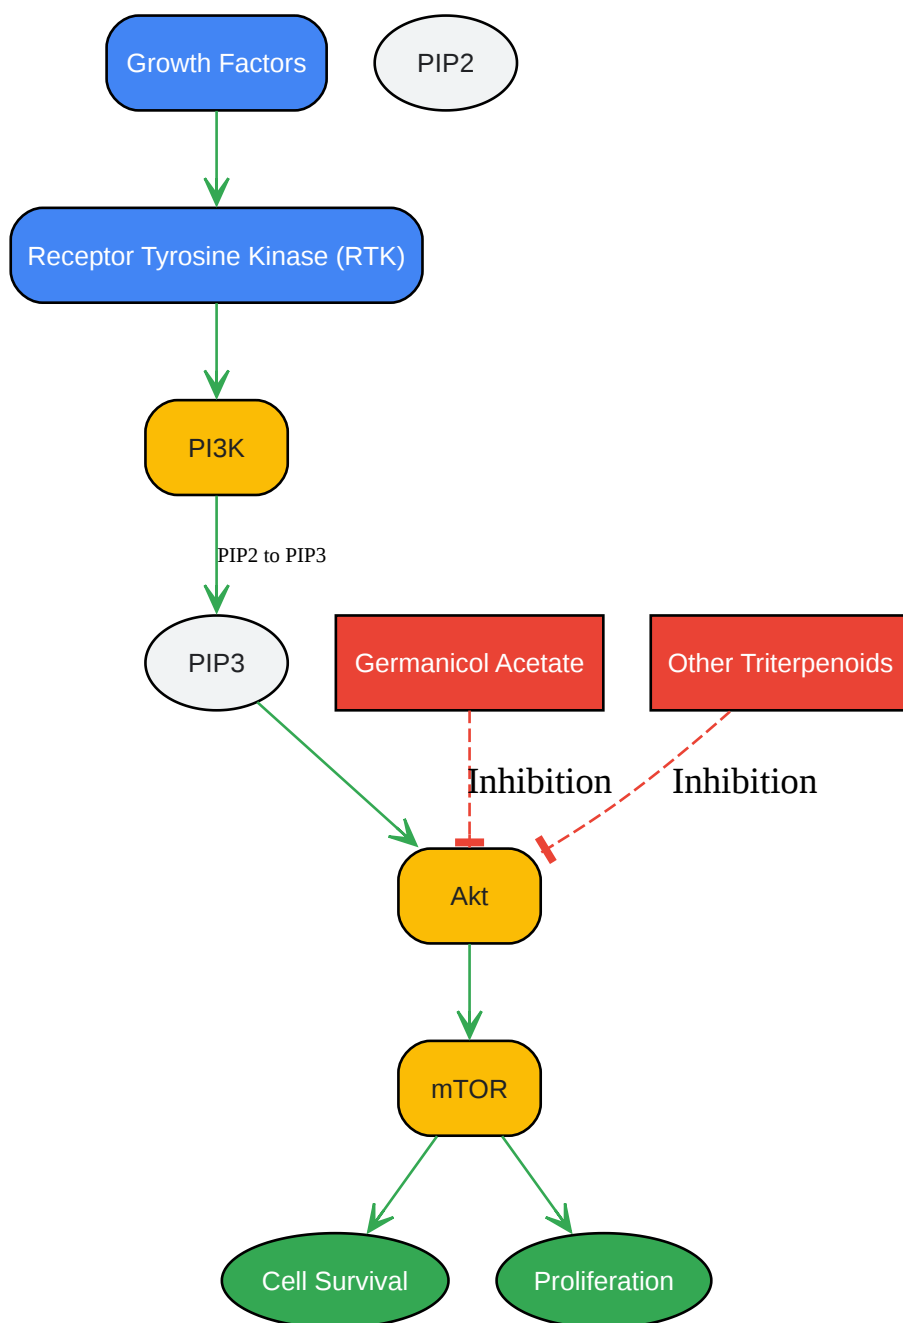 Growth Factors
PIP2
Receptor Tyrosine Kinase (RTK)
PI3K
PIP2 to PIP3
PIP3
Germanicol Acetate
Other Triterpenoids
Inhibition
Inhibition
Akt
mTOR
Cell Survival
Proliferation